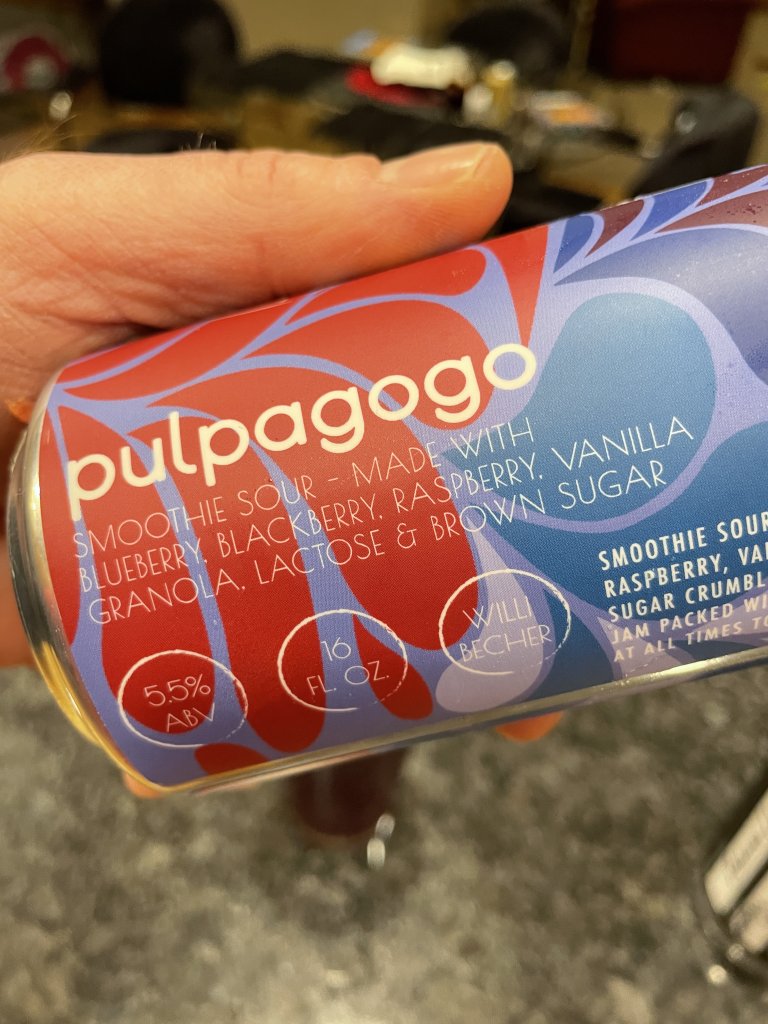 pulpagogo
SMOOTHIE SOUR - MADE WITH
BLUEBERRY, BLACKBERRY, RASPBERRY, VANILLA
GRANOLA, LACTOSE & BROWN SUGAR
5.5%
ABV
16
FL. OZ.
WILLI
BECHER
SMOOTHIE SOUR
RASPBERRY, VA
SUGAR CRUMBL
JAM PACKED WI
AT ALL TIMES TO